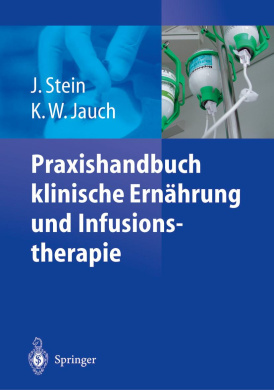 J. Stein
K. W. Jauch
Praxishandbuch
klinische Ernährung
und Infusions-
therapie
Springer